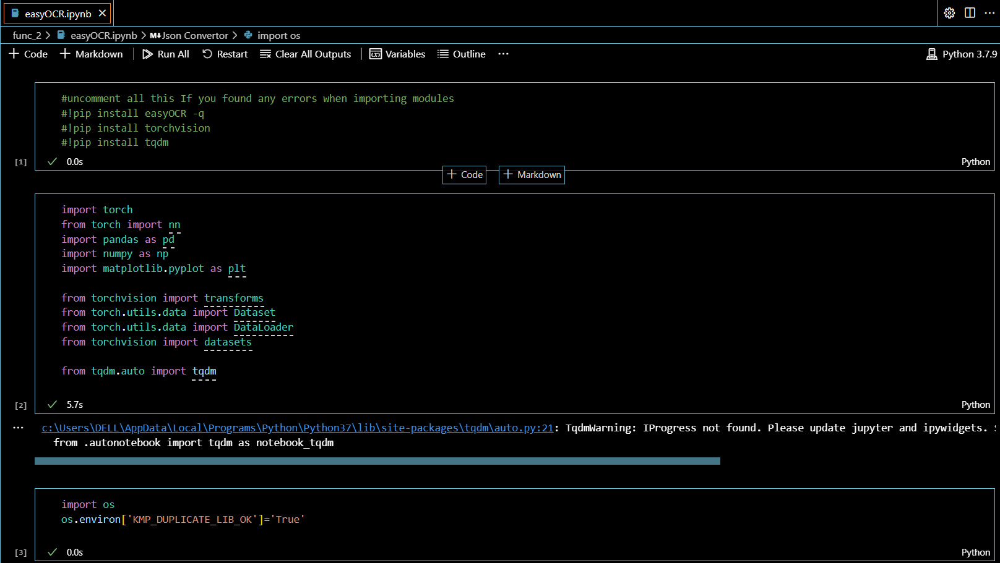 easyOCR.ipynb
func_2 > easyOCR.ipynb > M↓Json Convertor > import os
+ Code + Markdown | Run All Restart Clear All Outputs | Variables Outline ··· Python 3.7.9
#uncomment all this If you found any errors when importing modules
#!pip install easyOCR -q
#!pip install torchvision
#!pip install tqdm
[1] ✓ 0.0s Python
+ Code + Markdown
import torch
from torch import nn
import pandas as pd
import numpy as np
import matplotlib.pyplot as plt
from torchvision import transforms
from torch.utils.data import Dataset
from torch.utils.data import DataLoader
from torchvision import datasets
from tqdm.auto import tqdm
[2] ✓ 5.7s Python
··· c:\Users\DELL\AppData\Local\Programs\Python\Python37\lib\site-packages\tqdm\auto.py:21: TqdmWarning: IProgress not found. Please update jupyter and ipywidgets.
from .autonotebook import tqdm as notebook_tqdm
import os
os.environ['KMP_DUPLICATE_LIB_OK']='True'
[3] ✓ 0.0s Python